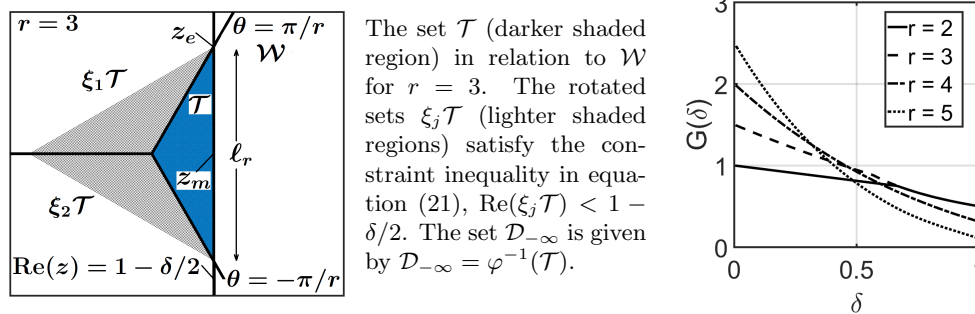 r = 3
z_e
θ = π/r
W
ξ₁T
T
ℓ_r
z_m
ξ₂T
Re(z) = 1 − δ/2
θ = −π/r
The set T (darker shaded
region) in relation to W
for r = 3. The rotated
sets ξ_jT (lighter shaded
regions) satisfy the con-
straint inequality in equa-
tion (21), Re(ξ_jT) < 1 −
δ/2. The set D_{−∞} is given
by D_{−∞} = φ⁻¹(T).
3
2
1
0
G(δ)
r = 2
r = 3
r = 4
r = 5
0
0.5
δ